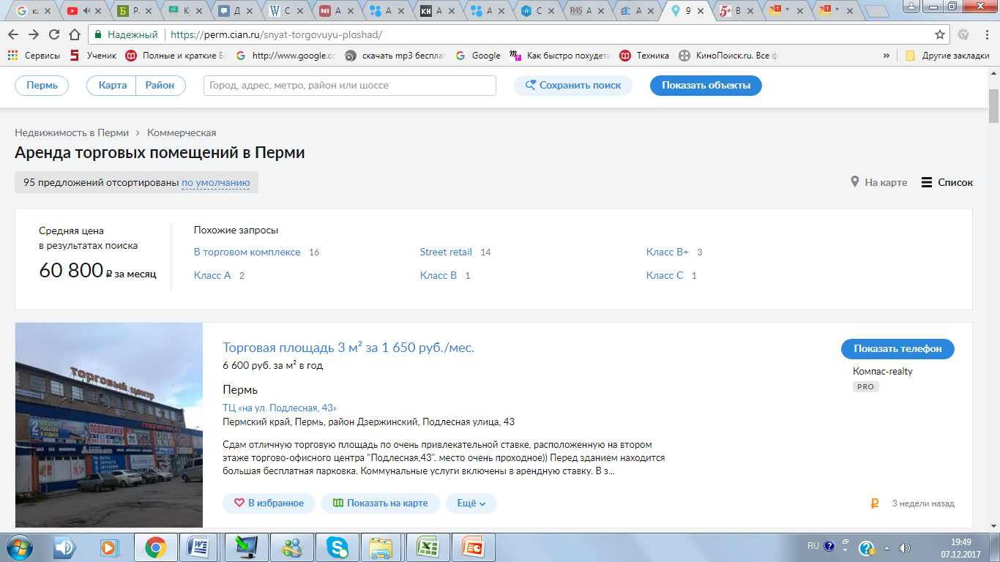 ка
Ра
Ку
Д
С
А
А
А
А
С
А
А
9
В
*
*
Надежный
https://perm.cian.ru/snyat-torgovuyu-ploshad/
Сервисы
Ученик
Полные и краткие Б
http://www.google.co
скачать mp3 бесплат
Google
Как быстро похудет
Техника
КиноПоиск.ru. Все ф
»
Другие закладки
Пермь
Карта
Район
Город, адрес, метро, район или шоссе
Сохранить поиск
Показать объекты
Недвижимость в Перми › Коммерческая
Аренда торговых помещений в Перми
95 предложений отсортированы по умолчанию
На карте
Список
Средняя цена
в результатах поиска
60 800 ₽ за месяц
Похожие запросы
В торговом комплексе 16
Street retail 14
Класс B+ 3
Класс A 2
Класс B 1
Класс C 1
торговый центр
Торговая площадь 3 м² за 1 650 руб./мес.
6 600 руб. за м² в год
Пермь
ТЦ «на ул. Подлесная, 43»
Пермский край, Пермь, район Дзержинский, Подлесная улица, 43
Сдам отличную торговую площадь по очень привлекательной ставке, расположенную на втором
этаже торгово-офисного центра "Подлесная,43". место очень проходное)) Перед зданием находится
большая бесплатная парковка. Коммунальные услуги включены в арендную ставку. В з...
В избранное
Показать на карте
Ещё
Показать телефон
Компас-realty
PRO
3 недели назад
RU
19:49
07.12.2017